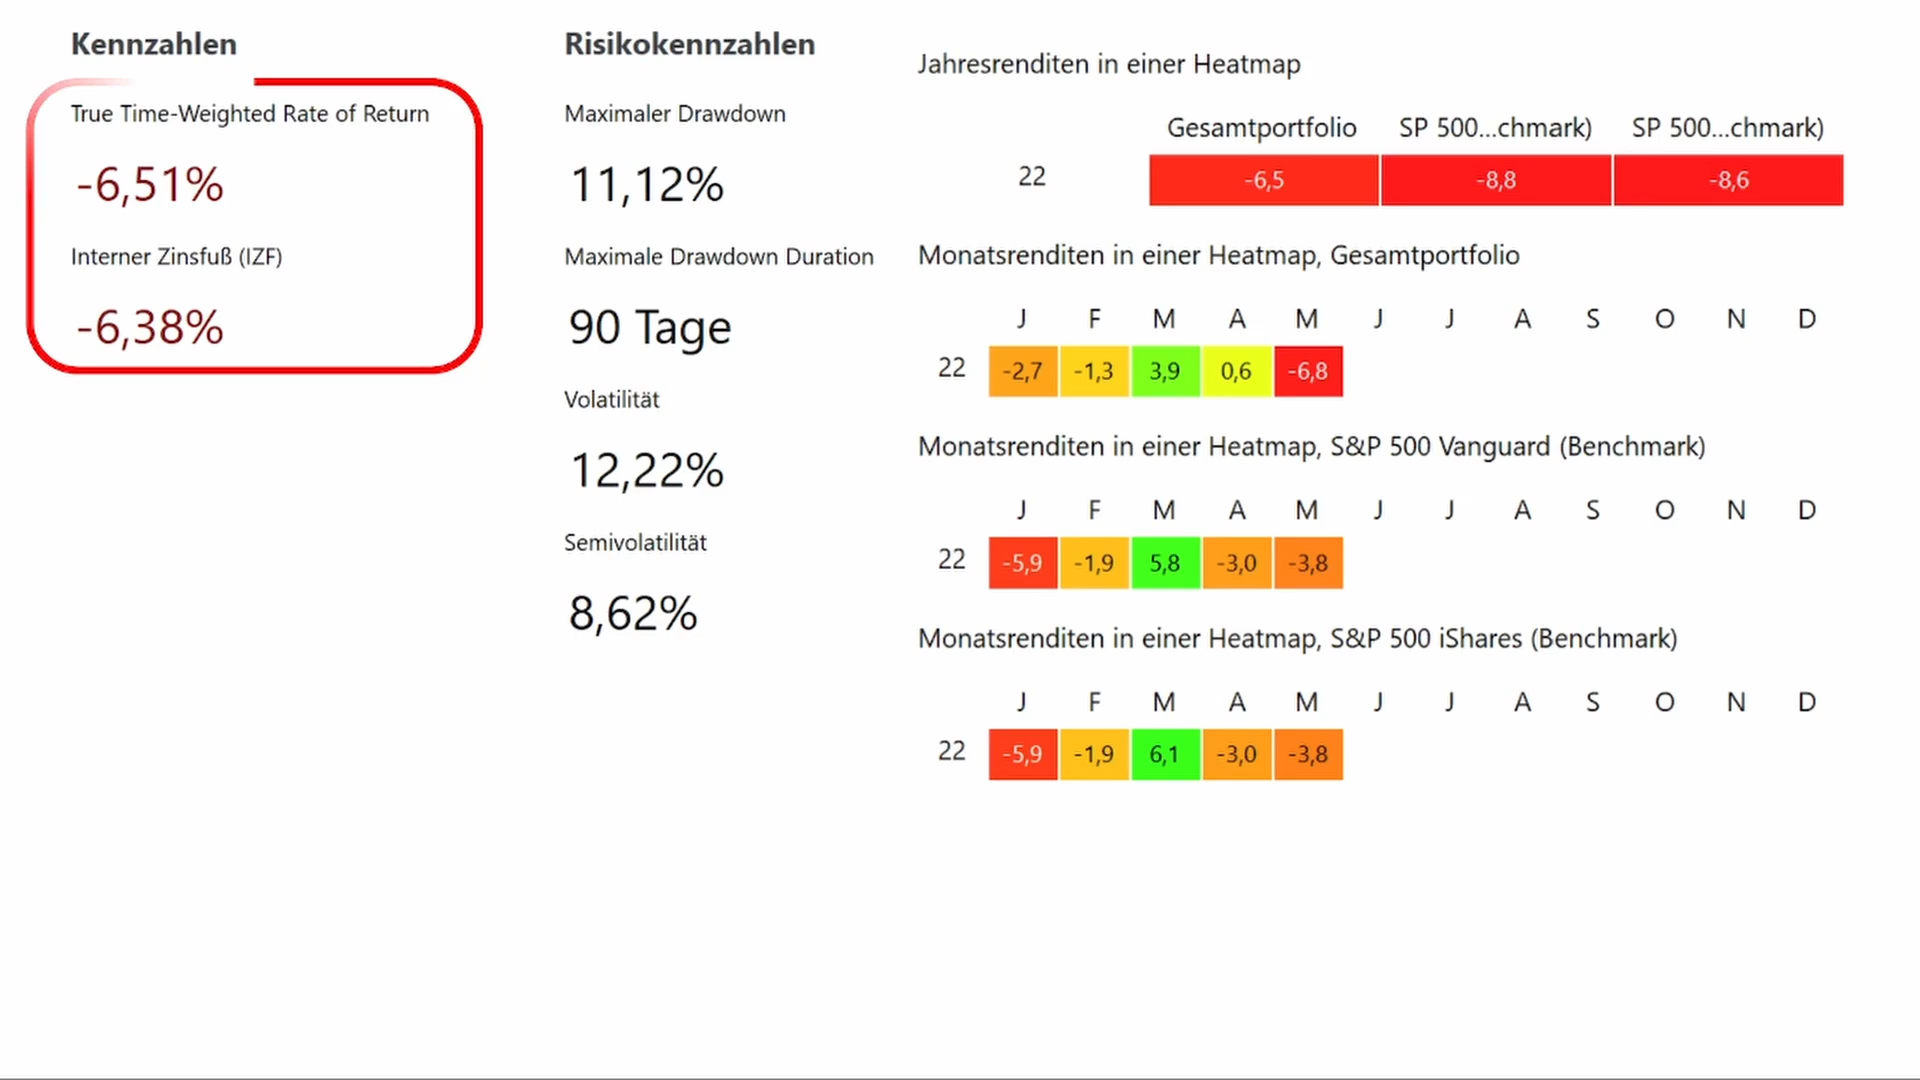 Kennzahlen
True Time-Weighted Rate of Return
-6,51%
Interner Zinsfuß (IZF)
-6,38%
Risikokennzahlen
Maximaler Drawdown
11,12%
Maximale Drawdown Duration
90 Tage
Volatilität
12,22%
Semivolatilität
8,62%
Jahresrenditen in einer Heatmap
Gesamtportfolio SP 500...chmark) SP 500...chmark)
22 -6,5 -8,8 -8,6
Monatsrenditen in einer Heatmap, Gesamtportfolio
J F M A M J J A S O N D
22 -2,7 -1,3 3,9 0,6 -6,8
Monatsrenditen in einer Heatmap, S&P 500 Vanguard (Benchmark)
J F M A M J J A S O N D
22 -5,9 -1,9 5,8 -3,0 -3,8
Monatsrenditen in einer Heatmap, S&P 500 iShares (Benchmark)
J F M A M J J A S O N D
22 -5,9 -1,9 6,1 -3,0 -3,8